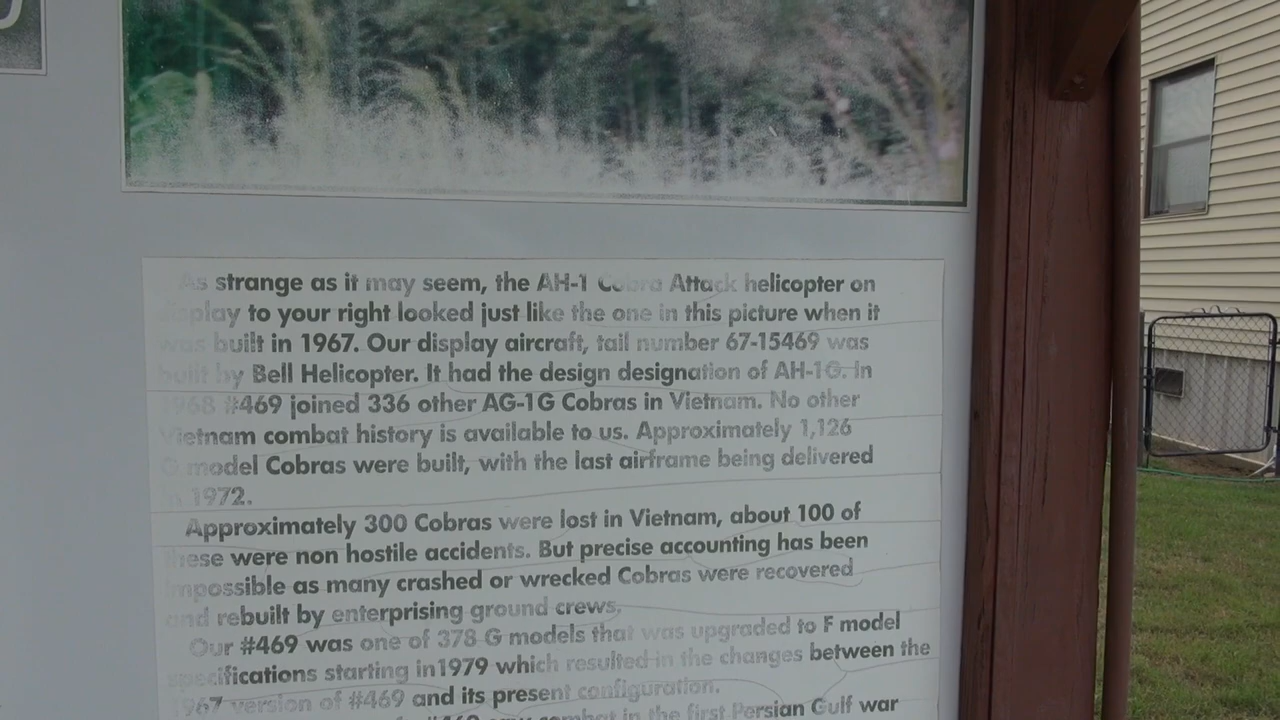 As strange as it may seem, the AH-1 Cobra Attack helicopter on
display to your right looked just like the one in this picture when it
was built in 1967. Our display aircraft, tail number 67-15469 was
built by Bell Helicopter. It had the design designation of AH-1G. In
1968 #469 joined 336 other AG-1G Cobras in Vietnam. No other
Vietnam combat history is available to us. Approximately 1,126
G model Cobras were built, with the last airframe being delivered
in 1972.
Approximately 300 Cobras were lost in Vietnam, about 100 of
these were non hostile accidents. But precise accounting has been
impossible as many crashed or wrecked Cobras were recovered
and rebuilt by enterprising ground crews.
Our #469 was one of 378 G models that was upgraded to F model
specifications starting in1979 which resulted in the changes between the
1967 version of #469 and its present configuration.
#469 saw combat in the first Persian Gulf war